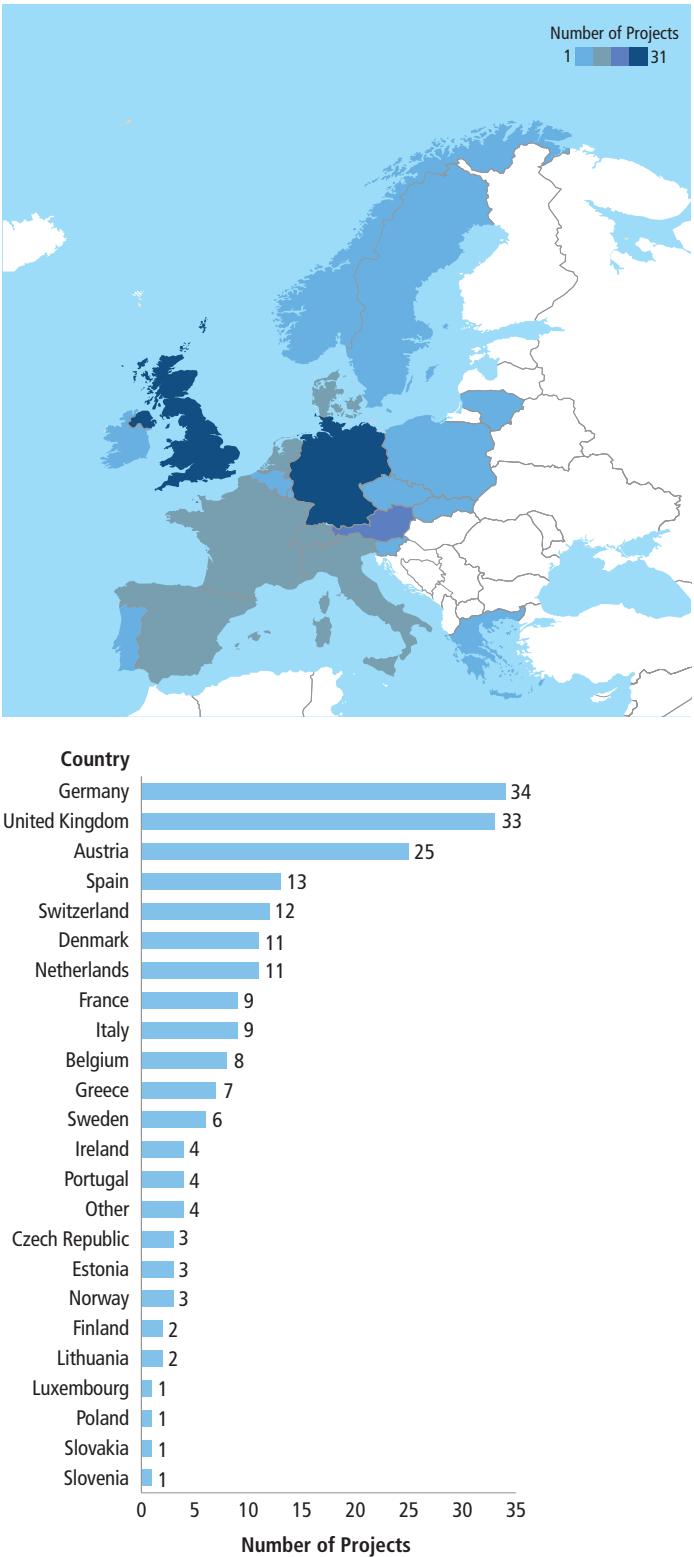 Number of Projects
1 31
Country
Germany 34
United Kingdom 33
Austria 25
Spain 13
Switzerland 12
Denmark 11
Netherlands 11
France 9
Italy 9
Belgium 8
Greece 7
Sweden 6
Ireland 4
Portugal 4
Other 4
Czech Republic 3
Estonia 3
Norway 3
Finland 2
Lithuania 2
Luxembourg 1
Poland 1
Slovakia 1
Slovenia 1
0 5 10 15 20 25 30 35
Number of Projects